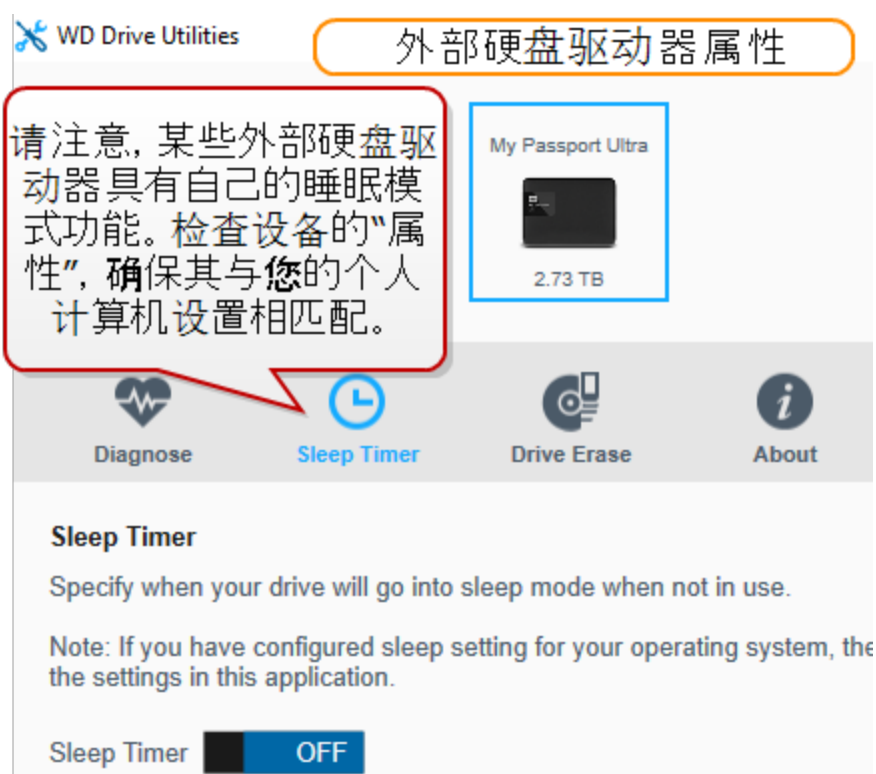 WD Drive Utilities
外部硬盘驱动器属性
请注意，某些外部硬盘驱
动器具有自己的睡眠模
式功能。检查设备的“属
性”，确保其与您的个人
计算机设置相匹配。
My Passport Ultra
2.73 TB
Diagnose
Sleep Timer
Drive Erase
About
Sleep Timer
Specify when your drive will go into sleep mode when not in use.
Note: If you have configured sleep setting for your operating system, the
the settings in this application.
Sleep Timer
OFF